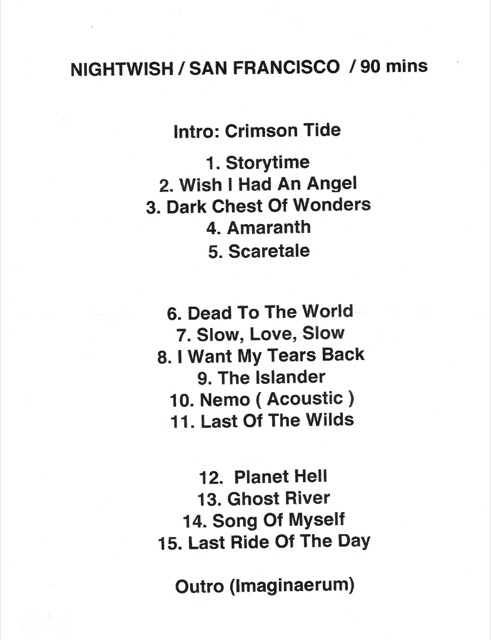 NIGHTWISH / SAN FRANCISCO / 90 mins
Intro: Crimson Tide
1. Storytime
2. Wish I Had An Angel
3. Dark Chest Of Wonders
4. Amaranth
5. Scaretale
6. Dead To The World
7. Slow, Love, Slow
8. I Want My Tears Back
9. The Islander
10. Nemo ( Acoustic )
11. Last Of The Wilds
12. Planet Hell
13. Ghost River
14. Song Of Myself
15. Last Ride Of The Day
Outro (Imaginaerum)